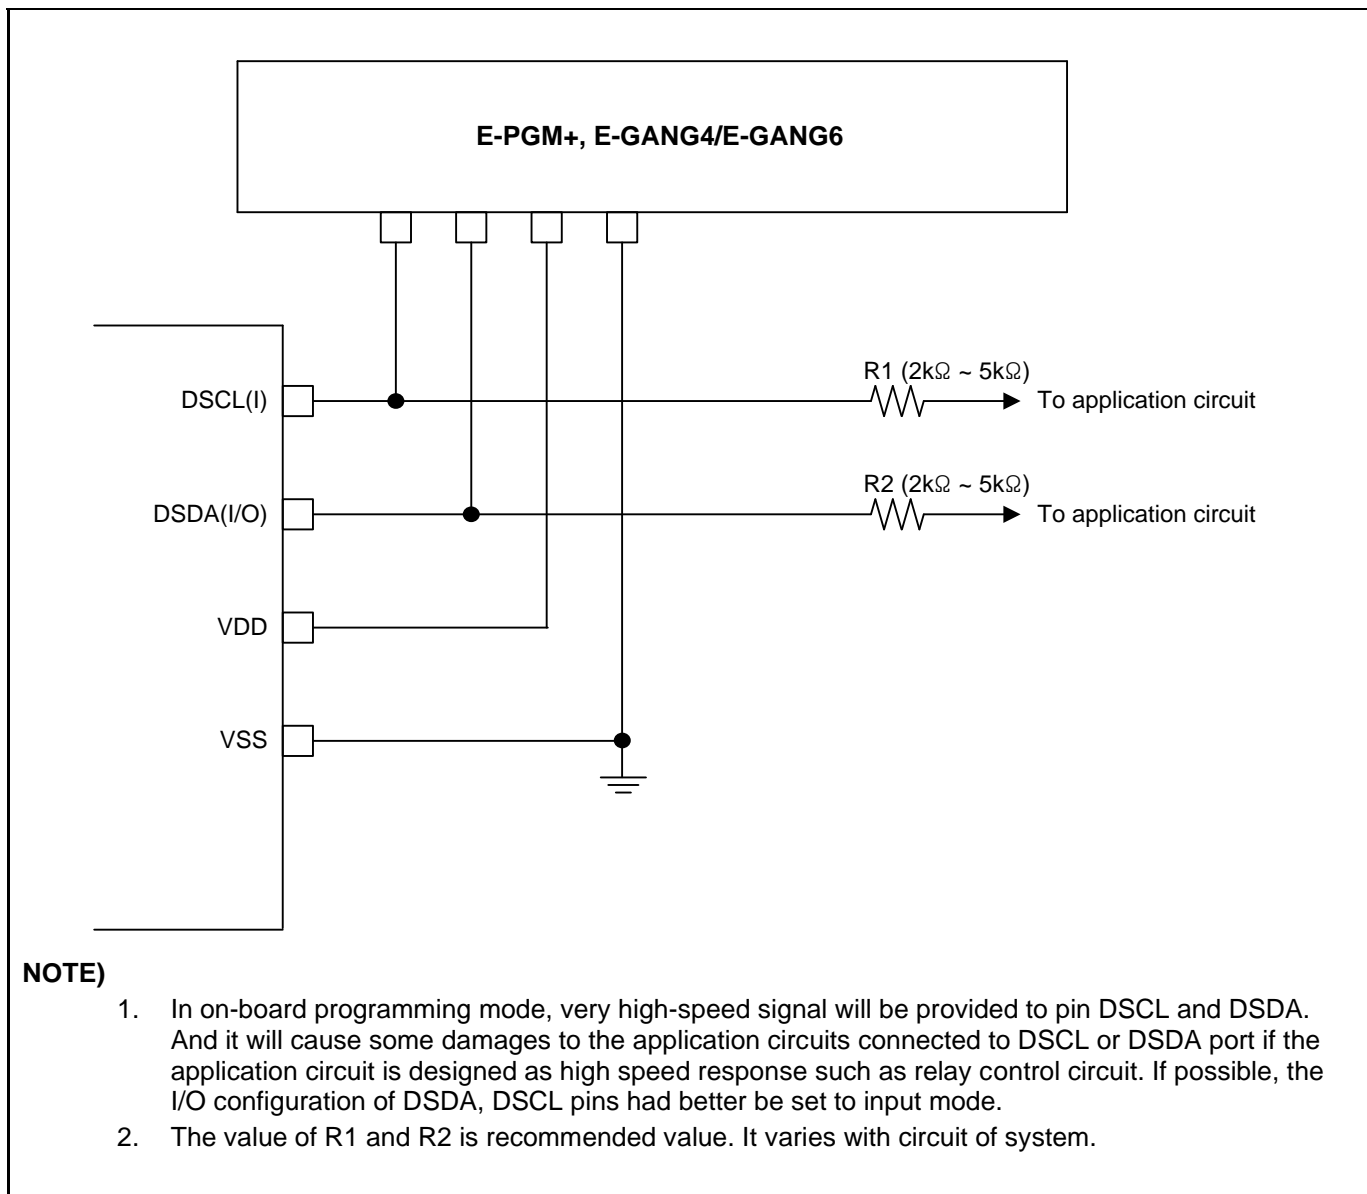 E-PGM+, E-GANG4/E-GANG6
R1 (2kΩ ~ 5kΩ)
DSCL(I)
To application circuit
R2 (2kΩ ~ 5kΩ)
DSDA(I/O)
To application circuit
VDD
VSS
NOTE)
1. In on-board programming mode, very high-speed signal will be provided to pin DSCL and DSDA.
And it will cause some damages to the application circuits connected to DSCL or DSDA port if the
application circuit is designed as high speed response such as relay control circuit. If possible, the
I/O configuration of DSDA, DSCL pins had better be set to input mode.
2. The value of R1 and R2 is recommended value. It varies with circuit of system.